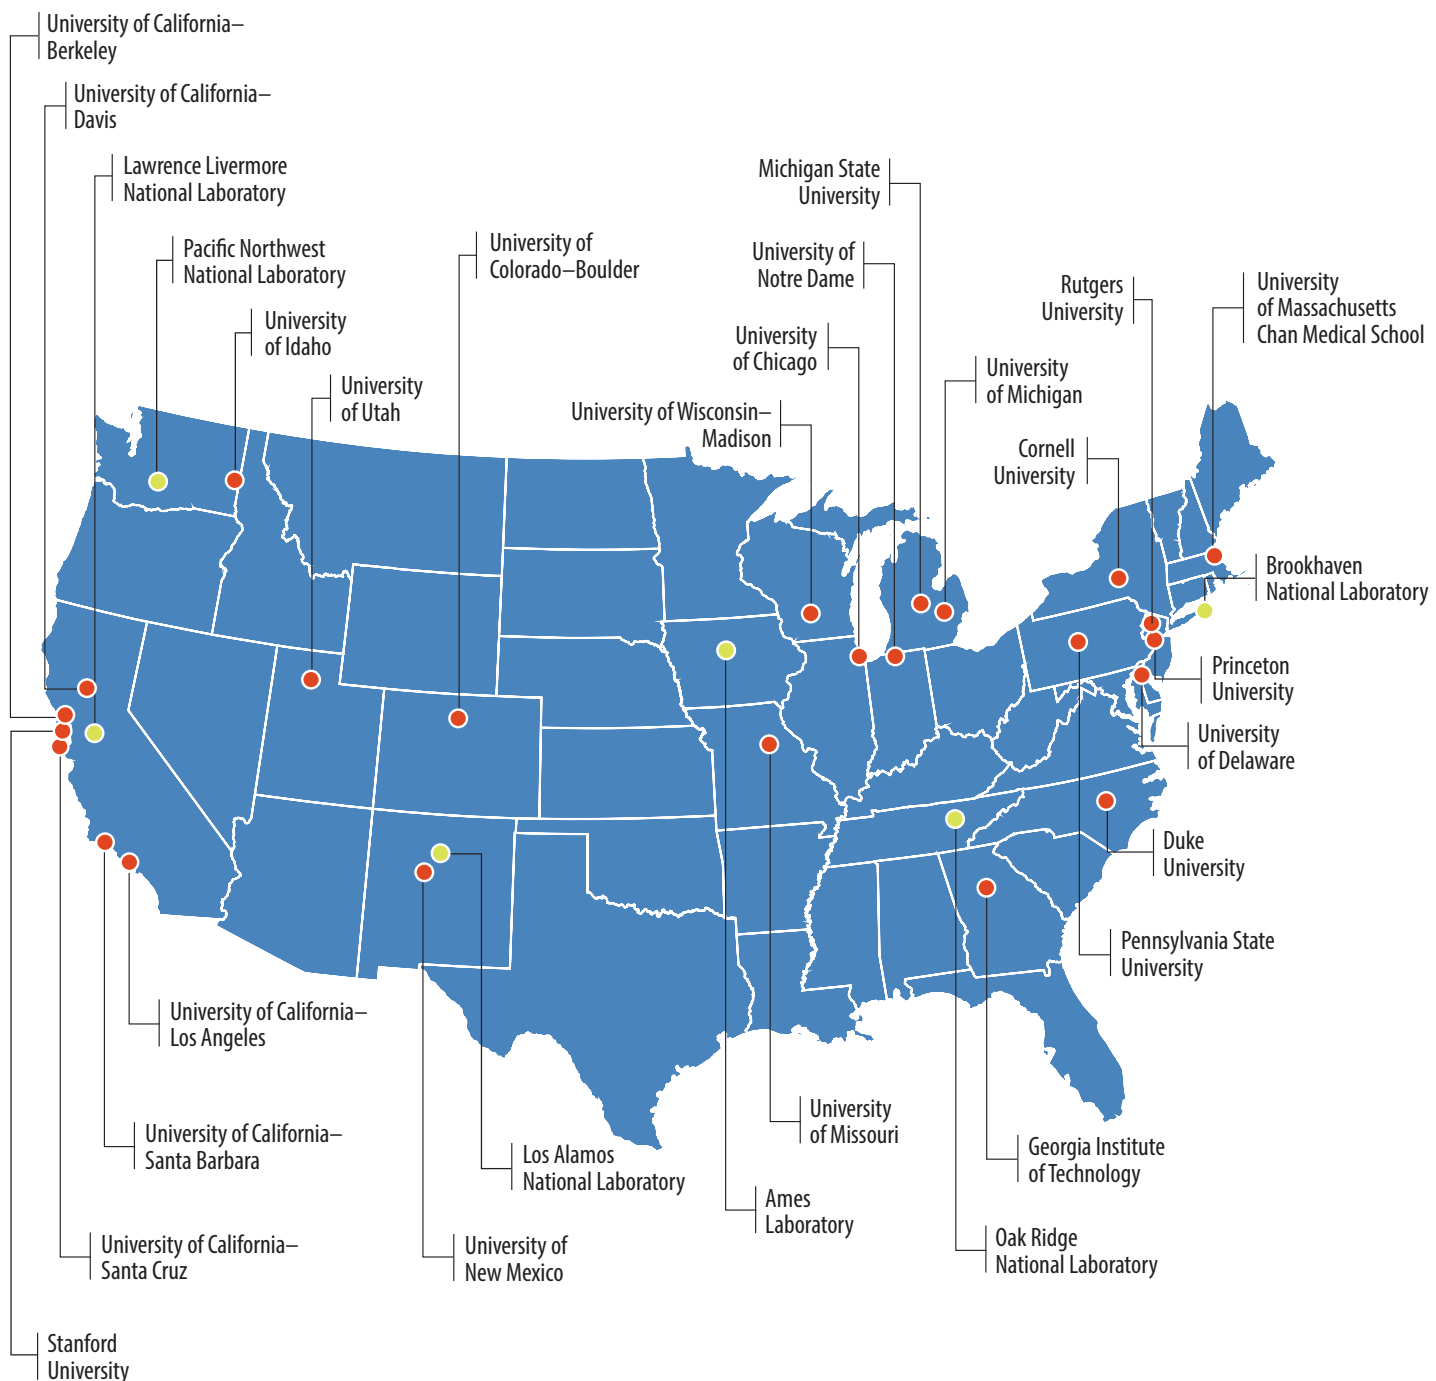 University of California–
Berkeley
University of California–
Davis
Lawrence Livermore
National Laboratory
Pacific Northwest
National Laboratory
University
of Idaho
University
of Utah
University of
Colorado–Boulder
Michigan State
University
University of
Notre Dame
University
of Chicago
University of Wisconsin–
Madison
University
of Michigan
Rutgers
University
University
of Massachusetts
Chan Medical School
Cornell
University
Brookhaven
National Laboratory
Princeton
University
University
of Delaware
Duke
University
Pennsylvania State
University
University of California–
Los Angeles
University of California–
Santa Barbara
University of California–
Santa Cruz
Stanford
University
Los Alamos
National Laboratory
University of
New Mexico
University
of Missouri
Ames
Laboratory
Georgia Institute
of Technology
Oak Ridge
National Laboratory